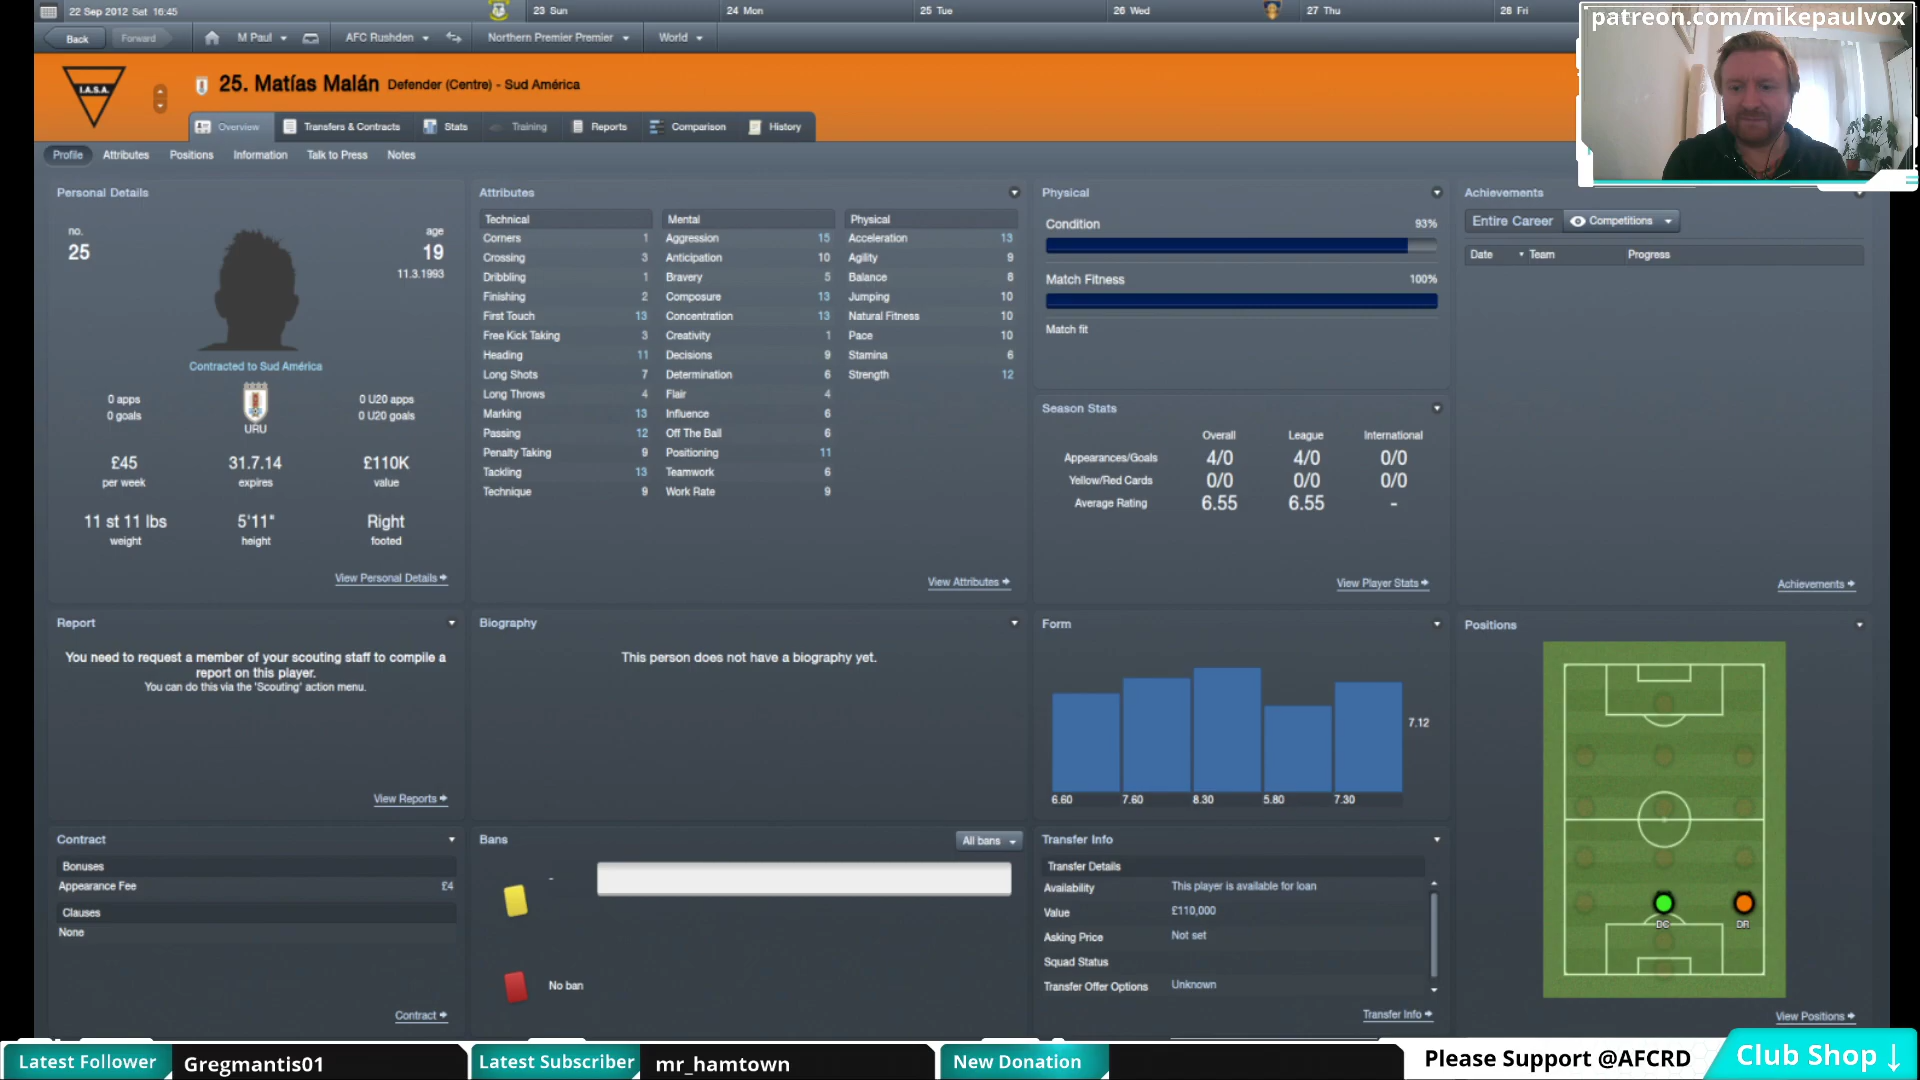 22 Sep 2012 Sat 16:45
23 Sun
24 Mon
25 Tue
26 Wed
27 Thu
28 Fri
patreon.com/mikepaulvox
Back
Forward
M Paul
AFC Rushden
Northern Premier Premier
World
I.A.S.A.
25. Matías Malán Defender (Centre) - Sud América
Overview
Transfers & Contracts
Stats
Training
Reports
Comparison
History
Profile
Attributes
Positions
Information
Talk to Press
Notes
Personal Details
no.
25
age
19
11.3.1993
Contracted to Sud América
0 apps
0 goals
URU
0 U20 apps
0 U20 goals
£45
per week
31.7.14
expires
£110K
value
11 st 11 lbs
weight
5'11"
height
Right
footed
View Personal Details
Attributes
Technical
Corners 1
Crossing 3
Dribbling 1
Finishing 2
First Touch 13
Free Kick Taking 3
Heading 11
Long Shots 7
Long Throws 4
Marking 13
Passing 12
Penalty Taking 9
Tackling 13
Technique 9
Mental
Aggression 15
Anticipation 10
Bravery 5
Composure 13
Concentration 13
Creativity 1
Decisions 9
Determination 6
Flair 4
Influence 6
Off The Ball 6
Positioning 11
Teamwork 6
Work Rate 9
Physical
Acceleration 13
Agility 9
Balance 8
Jumping 10
Natural Fitness 10
Pace 10
Stamina 6
Strength 12
View Attributes
Physical
Condition 93%
Match Fitness 100%
Match fit
Season Stats
Overall League International
Appearances/Goals 4/0 4/0 0/0
Yellow/Red Cards 0/0 0/0 0/0
Average Rating 6.55 6.55 -
View Player Stats
Achievements
Entire Career Competitions
Date Team Progress
Achievements
Report
You need to request a member of your scouting staff to compile a
report on this player.
You can do this via the 'Scouting' action menu.
View Reports
Biography
This person does not have a biography yet.
Form
7.12
6.60 7.60 8.30 5.80 7.30
Positions
DC
DR
View Positions
Contract
Bonuses
Appearance Fee £4
Clauses
None
Contract
Bans
All bans
-
No ban
Transfer Info
Transfer Details
Availability This player is available for loan
Value £110,000
Asking Price Not set
Squad Status
Transfer Offer Options Unknown
Transfer Info
Latest Follower Gregmantis01
Latest Subscriber mr_hamtown
New Donation
Please Support @AFCRD
Club Shop ↓